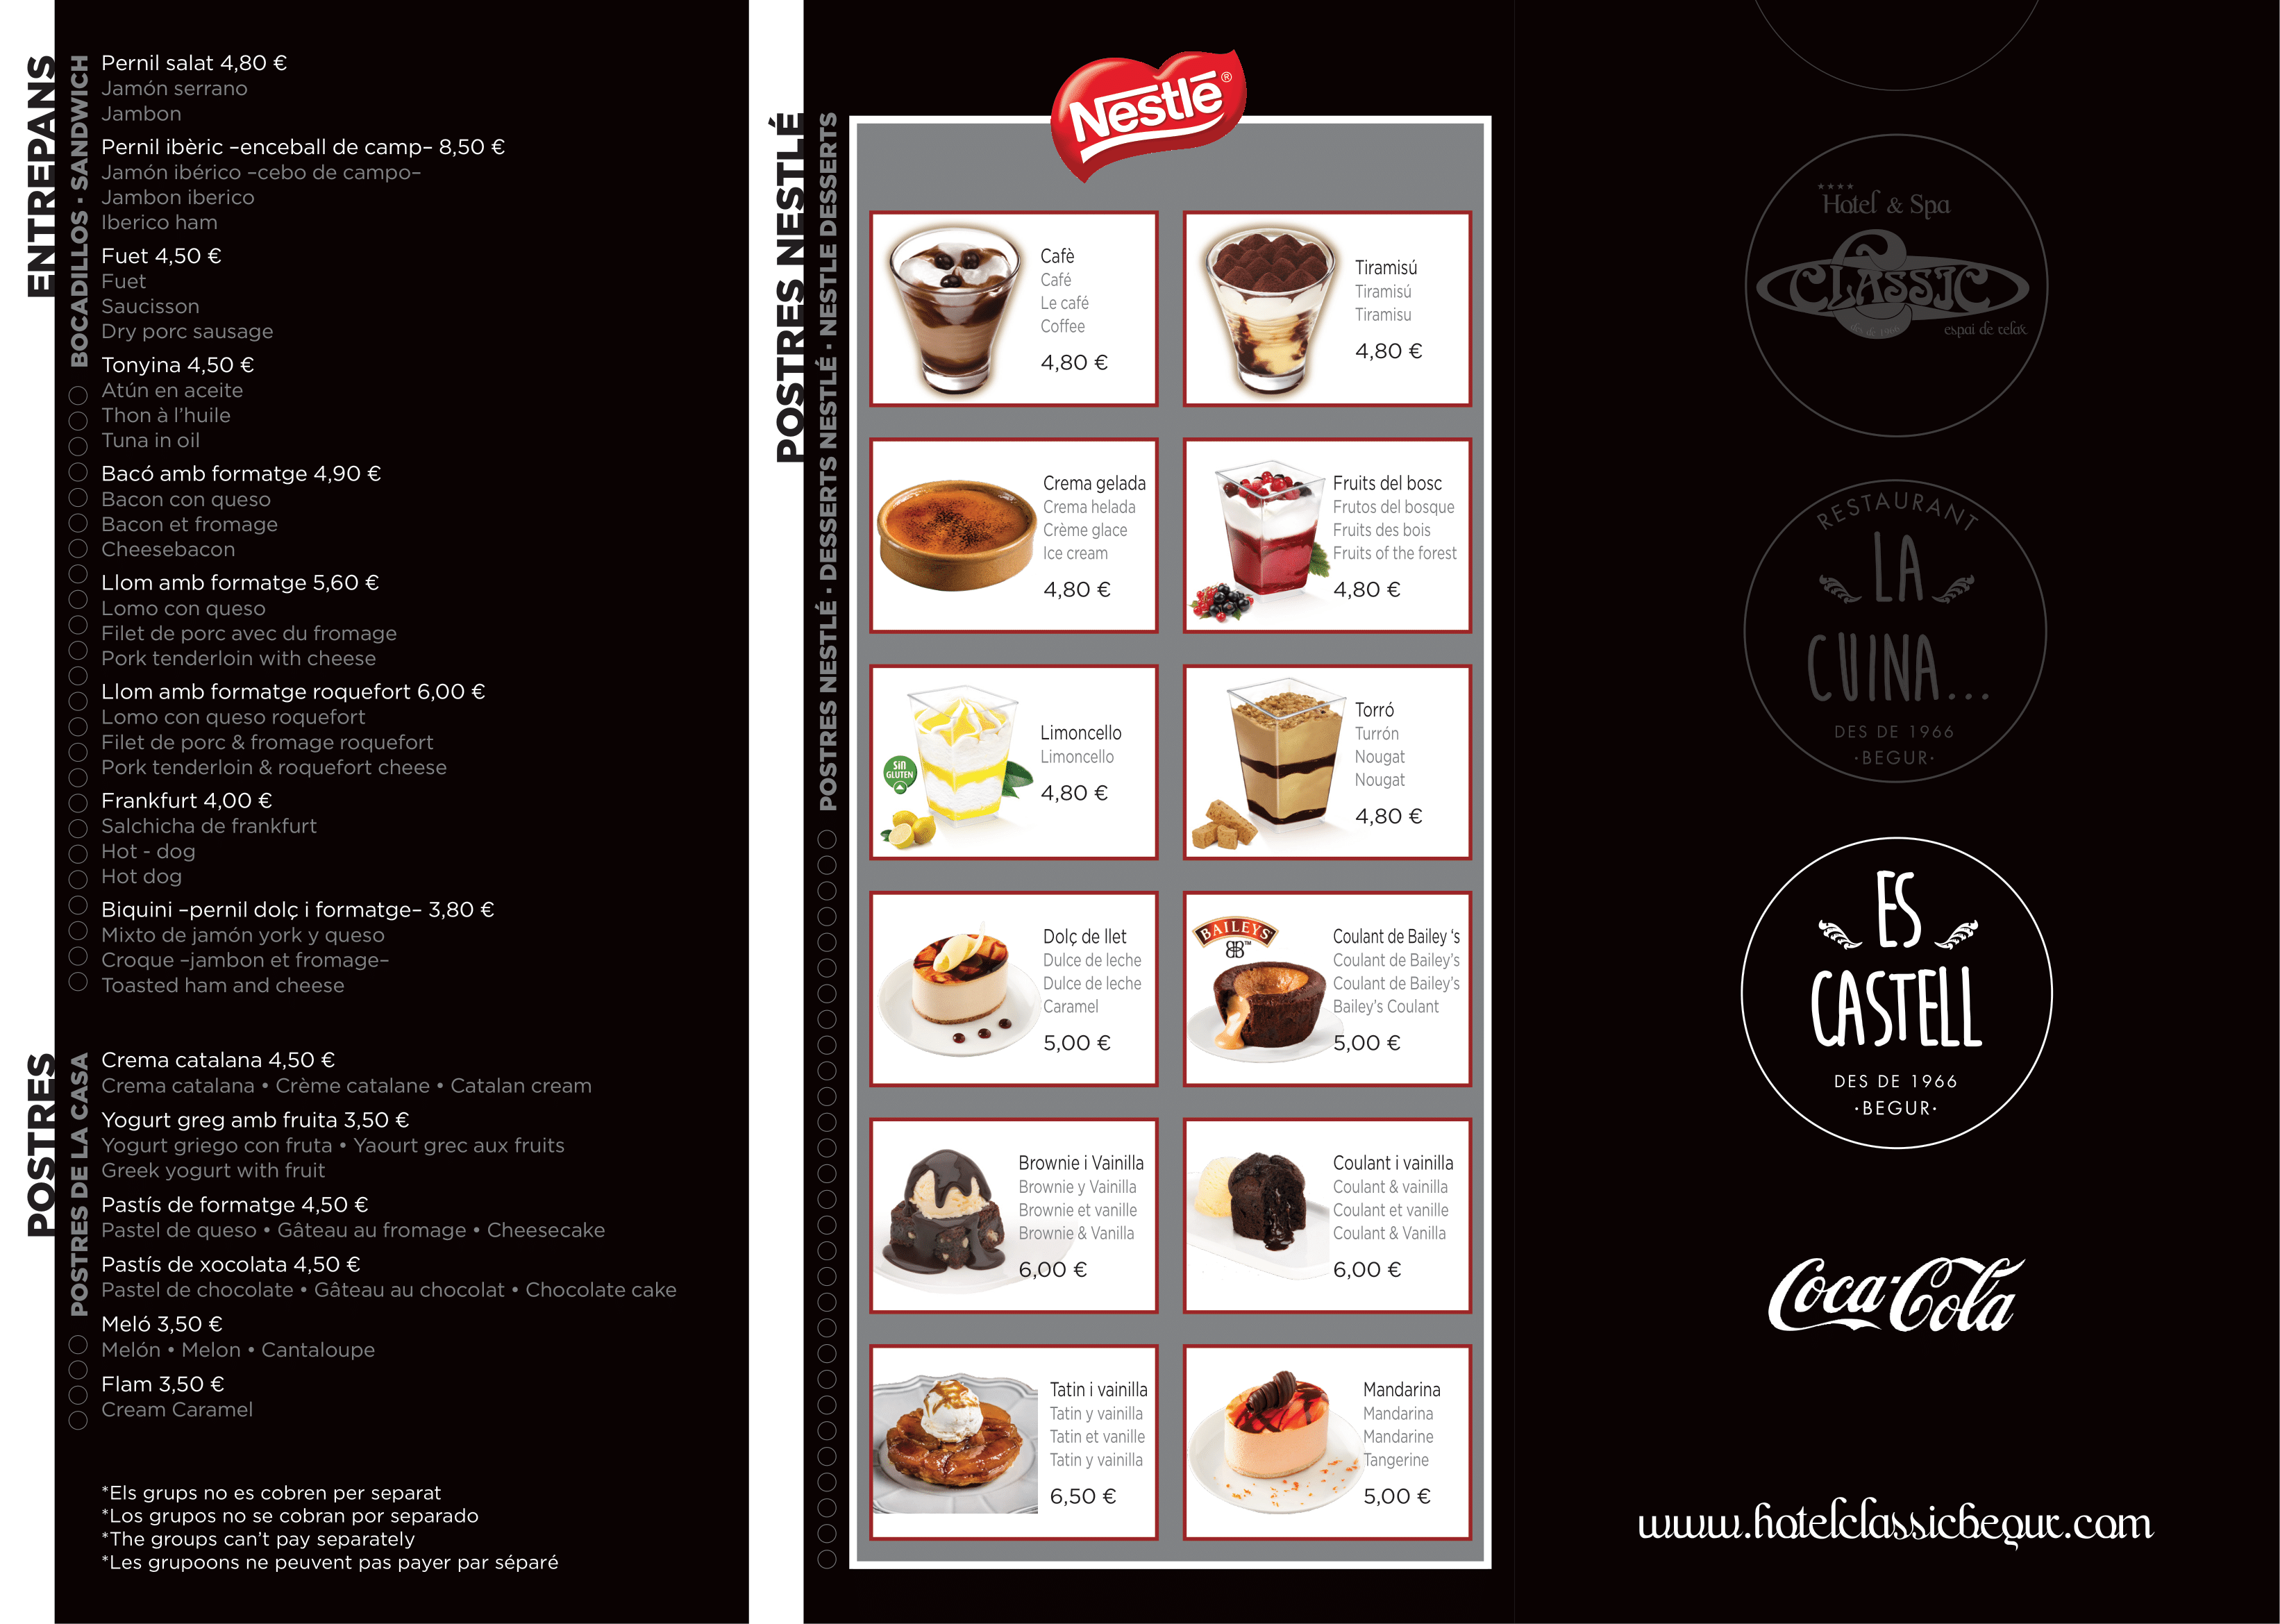 ENTREPANS
BOCADILLOS · SANDWICH
Pernil salat 4,80 €
Jamón serrano
Jambon
Pernil ibèric –enceball de camp– 8,50 €
Jamón ibérico –cebo de campo–
Jambon iberico
Iberico ham
Fuet 4,50 €
Fuet
Saucisson
Dry porc sausage
Tonyina 4,50 €
Atún en aceite
Thon à l'huile
Tuna in oil
Bacó amb formatge 4,90 €
Bacon con queso
Bacon et fromage
Cheesebacon
Llom amb formatge 5,60 €
Lomo con queso
Filet de porc avec du fromage
Pork tenderloin with cheese
Llom amb formatge roquefort 6,00 €
Lomo con queso roquefort
Filet de porc & fromage roquefort
Pork tenderloin & roquefort cheese
Frankfurt 4,00 €
Salchicha de frankfurt
Hot - dog
Hot dog
Biquini –pernil dolç i formatge– 3,80 €
Mixto de jamón york y queso
Croque –jambon et fromage–
Toasted ham and cheese
POSTRES
POSTRES DE LA CASA
Crema catalana 4,50 €
Crema catalana • Crème catalane • Catalan cream
Yogurt greg amb fruita 3,50 €
Yogurt griego con fruta • Yaourt grec aux fruits
Greek yogurt with fruit
Pastís de formatge 4,50 €
Pastel de queso • Gâteau au fromage • Cheesecake
Pastís de xocolata 4,50 €
Pastel de chocolate • Gâteau au chocolat • Chocolate cake
Meló 3,50 €
Melón • Melon • Cantaloupe
Flam 3,50 €
Cream Caramel
*Els grups no es cobren per separat
*Los grupos no se cobran por separado
*The groups can't pay separately
*Les grupoons ne peuvent pas payer par séparé
POSTRES NESTLÉ
POSTRES NESTLÉ · DESSERTS NESTLÉ · NESTLE DESSERTS
Nestlé®
Cafè
Café
Le café
Coffee
4,80 €
Tiramisú
Tiramisú
Tiramisu
4,80 €
Crema gelada
Crema helada
Crème glace
Ice cream
4,80 €
Fruits del bosc
Frutos del bosque
Fruits des bois
Fruits of the forest
4,80 €
sin
GLUTEN
Limoncello
Limoncello
4,80 €
Torró
Turrón
Nougat
Nougat
4,80 €
Dolç de llet
Dulce de leche
Dulce de leche
Caramel
5,00 €
BAILEYS
BB™
Coulant de Bailey 's
Coulant de Bailey's
Coulant de Bailey's
Bailey's Coulant
5,00 €
Brownie i Vainilla
Brownie y Vainilla
Brownie et vanille
Brownie & Vanilla
6,00 €
Coulant i vainilla
Coulant & vainilla
Coulant et vanille
Coulant & Vanilla
6,00 €
Tatin i vainilla
Tatin y vainilla
Tatin et vanille
Tatin y vainilla
6,50 €
Mandarina
Mandarina
Mandarine
Tangerine
5,00 €
Hotel & Spa
CLASSIC
des de 1966
espai de relax
RESTAURANT
LA
CUINA...
DES DE 1966
·BEGUR·
ES
CASTELL
DES DE 1966
·BEGUR·
Coca-Cola
www.hotelclassicbegur.com